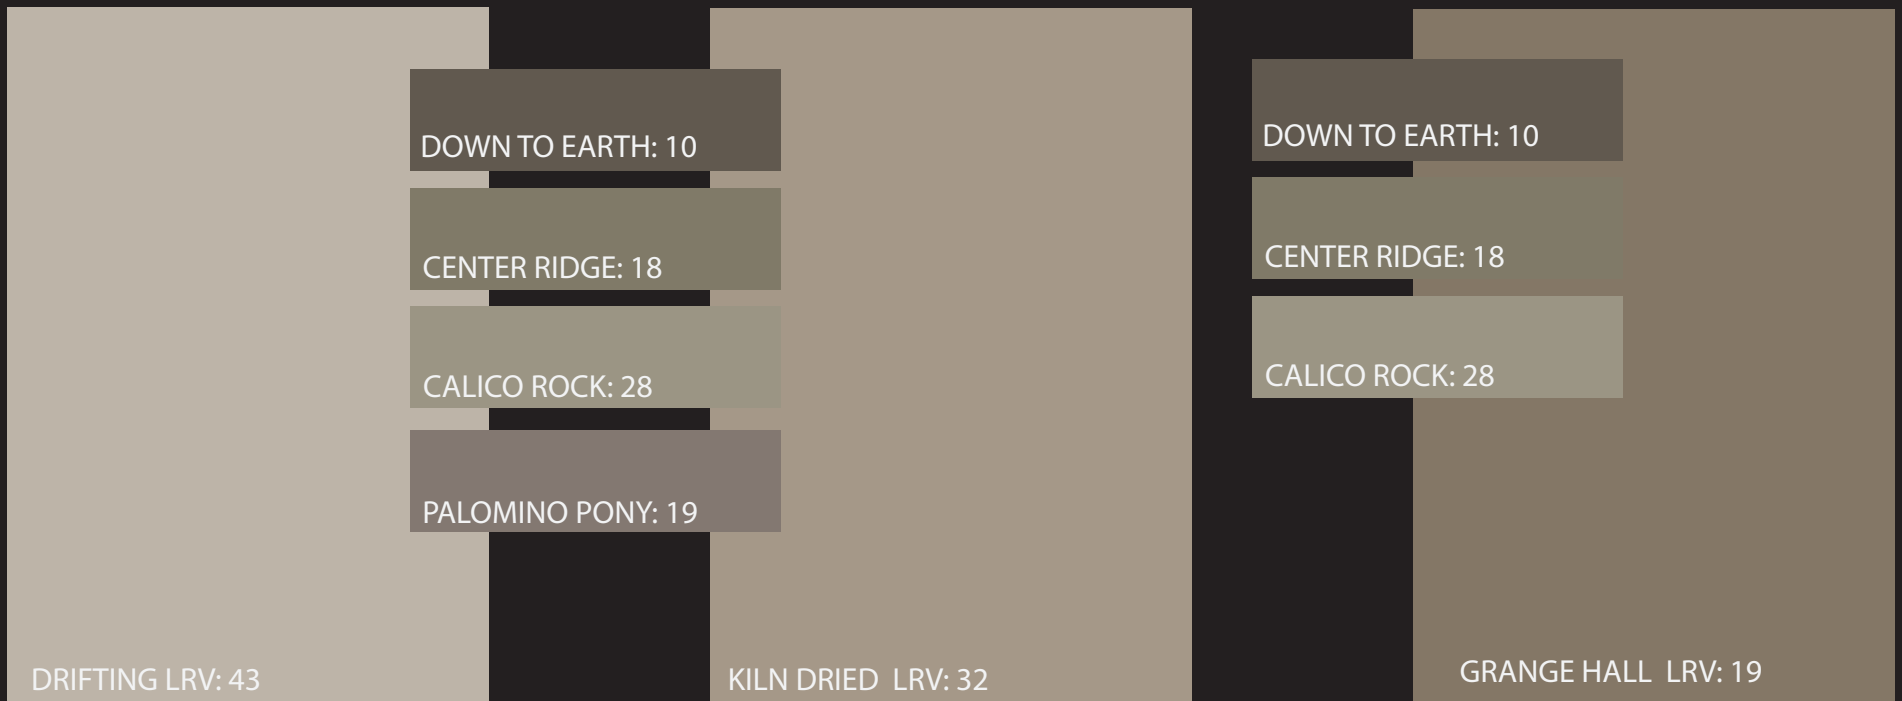 DOWN TO EARTH: 10
CENTER RIDGE: 18
CALICO ROCK: 28
PALOMINO PONY: 19
DRIFTING LRV: 43
KILN DRIED  LRV: 32
DOWN TO EARTH: 10
CENTER RIDGE: 18
CALICO ROCK: 28
GRANGE HALL  LRV: 19